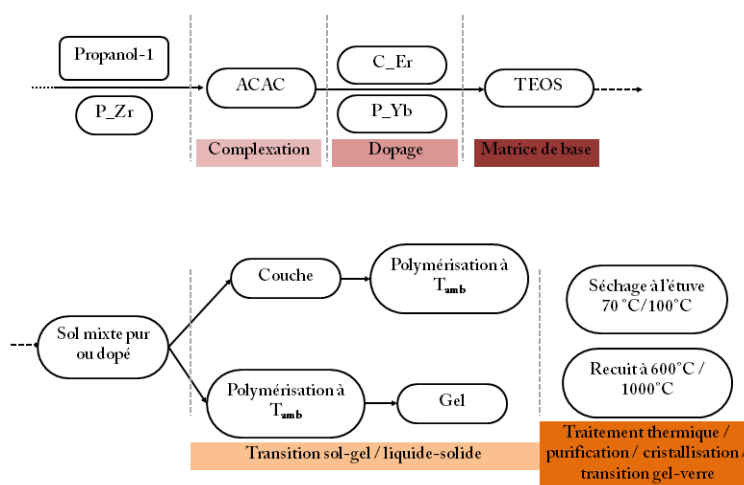 Propanol-1
P_Zr
ACAC
C_Er
P_Yb
TEOS
Complexation
Dopage
Matrice de base
Sol mixte pur
ou dopé
Couche
Polymérisation à
Tamb
Polymérisation à
Tamb
Gel
Séchage à l'étuve
70 °C/100°C
Recuit à 600°C /
1000°C
Transition sol-gel / liquide-solide
Traitement thermique /
purification / cristallisation /
transition gel-verre